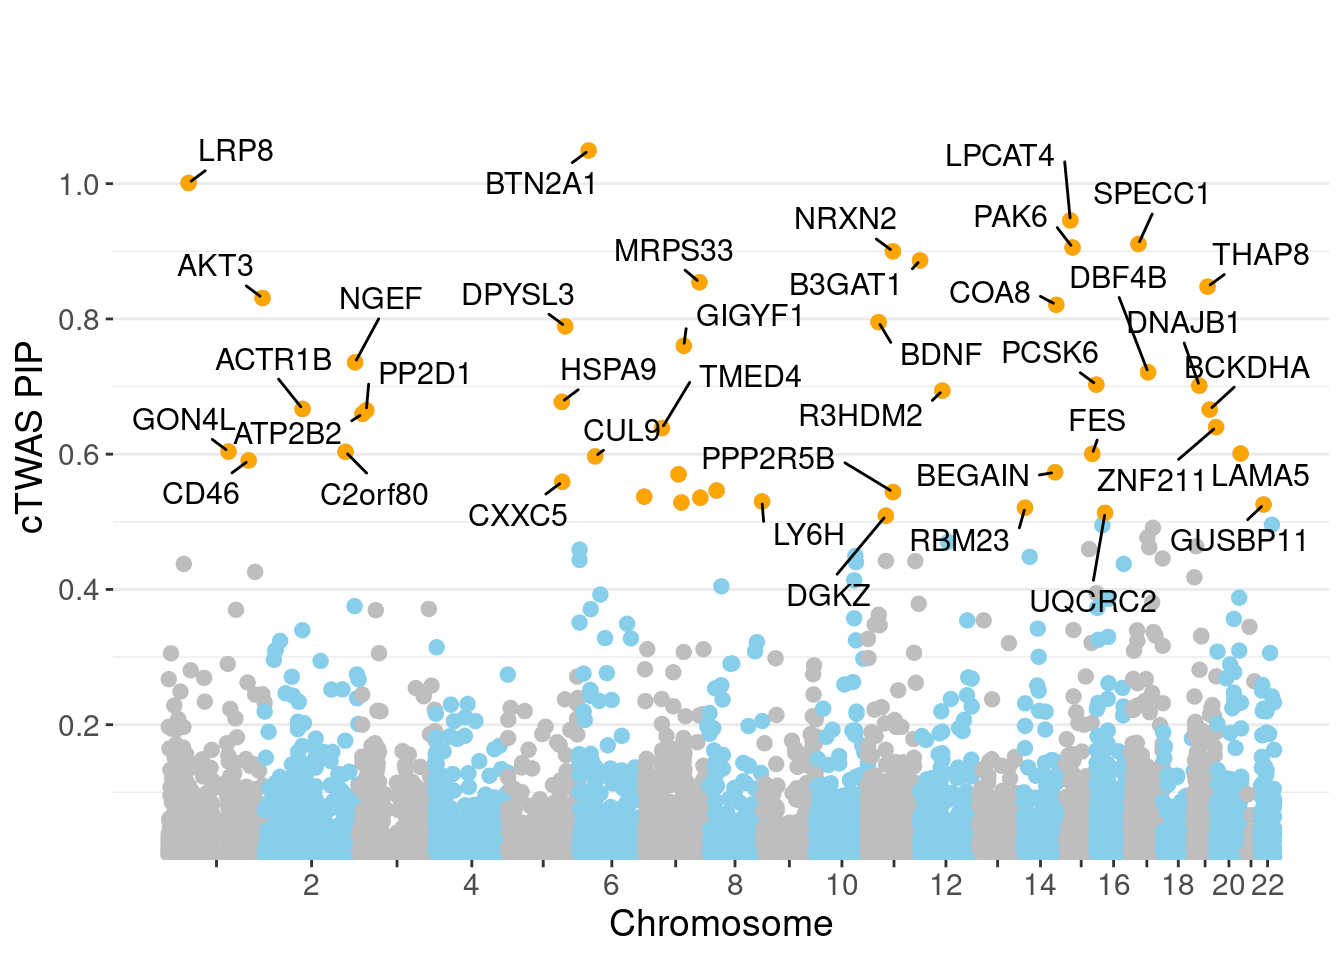 LRP8
LPCAT4
BTN2A1
SPECC1
1.0
NRXN2
PAK6
MRPS33
THAP8
AKT3
B3GAT1
DBF4B
NGEF
DPYSL3
COA8
GIGYF1
DNAJB1
0.8
ACTR1B
BDNF
PCSK6
PP2D1
HSPA9
BCKDHA
TMED4
GON4L
R3HDM2
FES
ATP2B2
CUL9
0.6
PPP2R5B
BEGAIN
ZNF211
LAMA5
CD46
C2orf80
CXXC5
LY6H
RBM23
GUSBP11
0.4
DGKZ
UQCRC2
0.2
cTWAS PIP
2 4 6 8 10 12 14 16 18 20 22
Chromosome